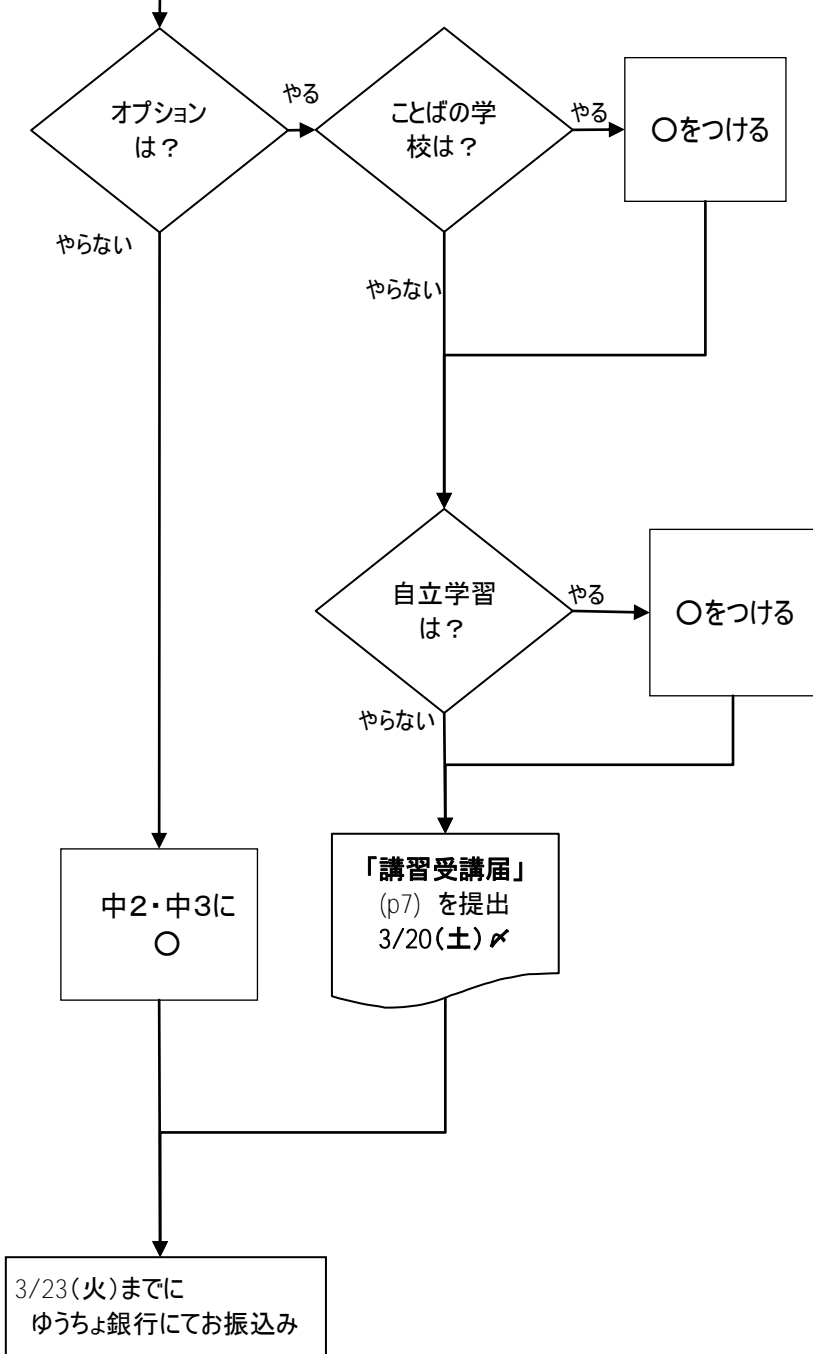 オプション
は？
やる
ことばの学
校は？
やる
〇をつける
やらない
やらない
自立学習
は？
やる
〇をつける
やらない
中２・中３に
〇
「講習受講届」
(p7) を提出
3/20(土)〆
3/23(火)までに
ゆうちょ銀行にてお振込み